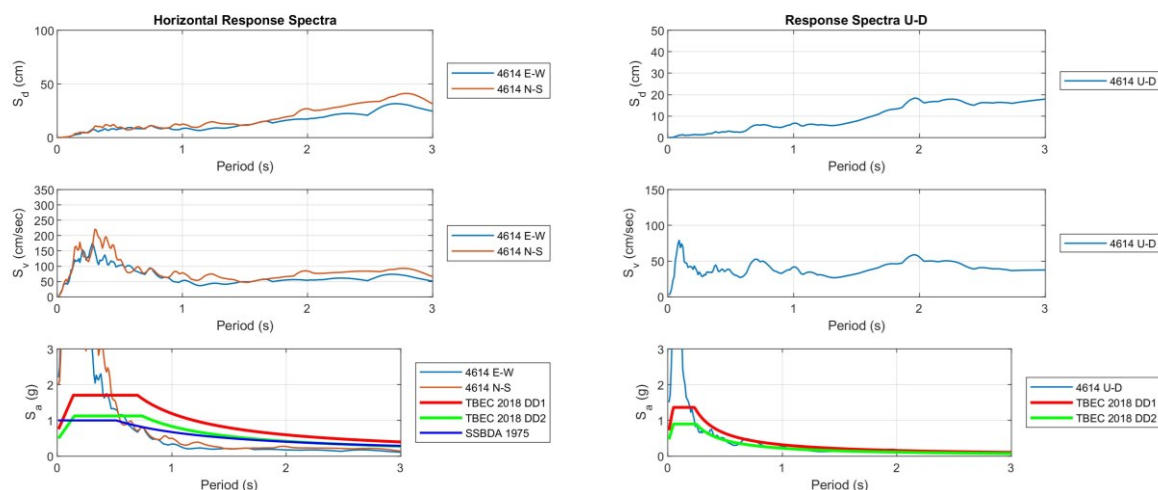 Horizontal Response Spectra
S_d (cm)
100
50
0
0 1 2 3
Period (s)
4614 E-W
4614 N-S
S_v (cm/sec)
350
300
250
200
150
100
50
0
0 1 2 3
Period (s)
4614 E-W
4614 N-S
S_a (g)
3
2
1
0
0 1 2 3
Period (s)
4614 E-W
4614 N-S
TBEC 2018 DD1
TBEC 2018 DD2
SSBDA 1975
Response Spectra U-D
S_d (cm)
50
40
30
20
10
0
0 1 2 3
Period (s)
4614 U-D
S_v (cm/sec)
150
100
50
0
0 1 2 3
Period (s)
4614 U-D
S_a (g)
3
2
1
0
0 1 2 3
Period (s)
4614 U-D
TBEC 2018 DD1
TBEC 2018 DD2